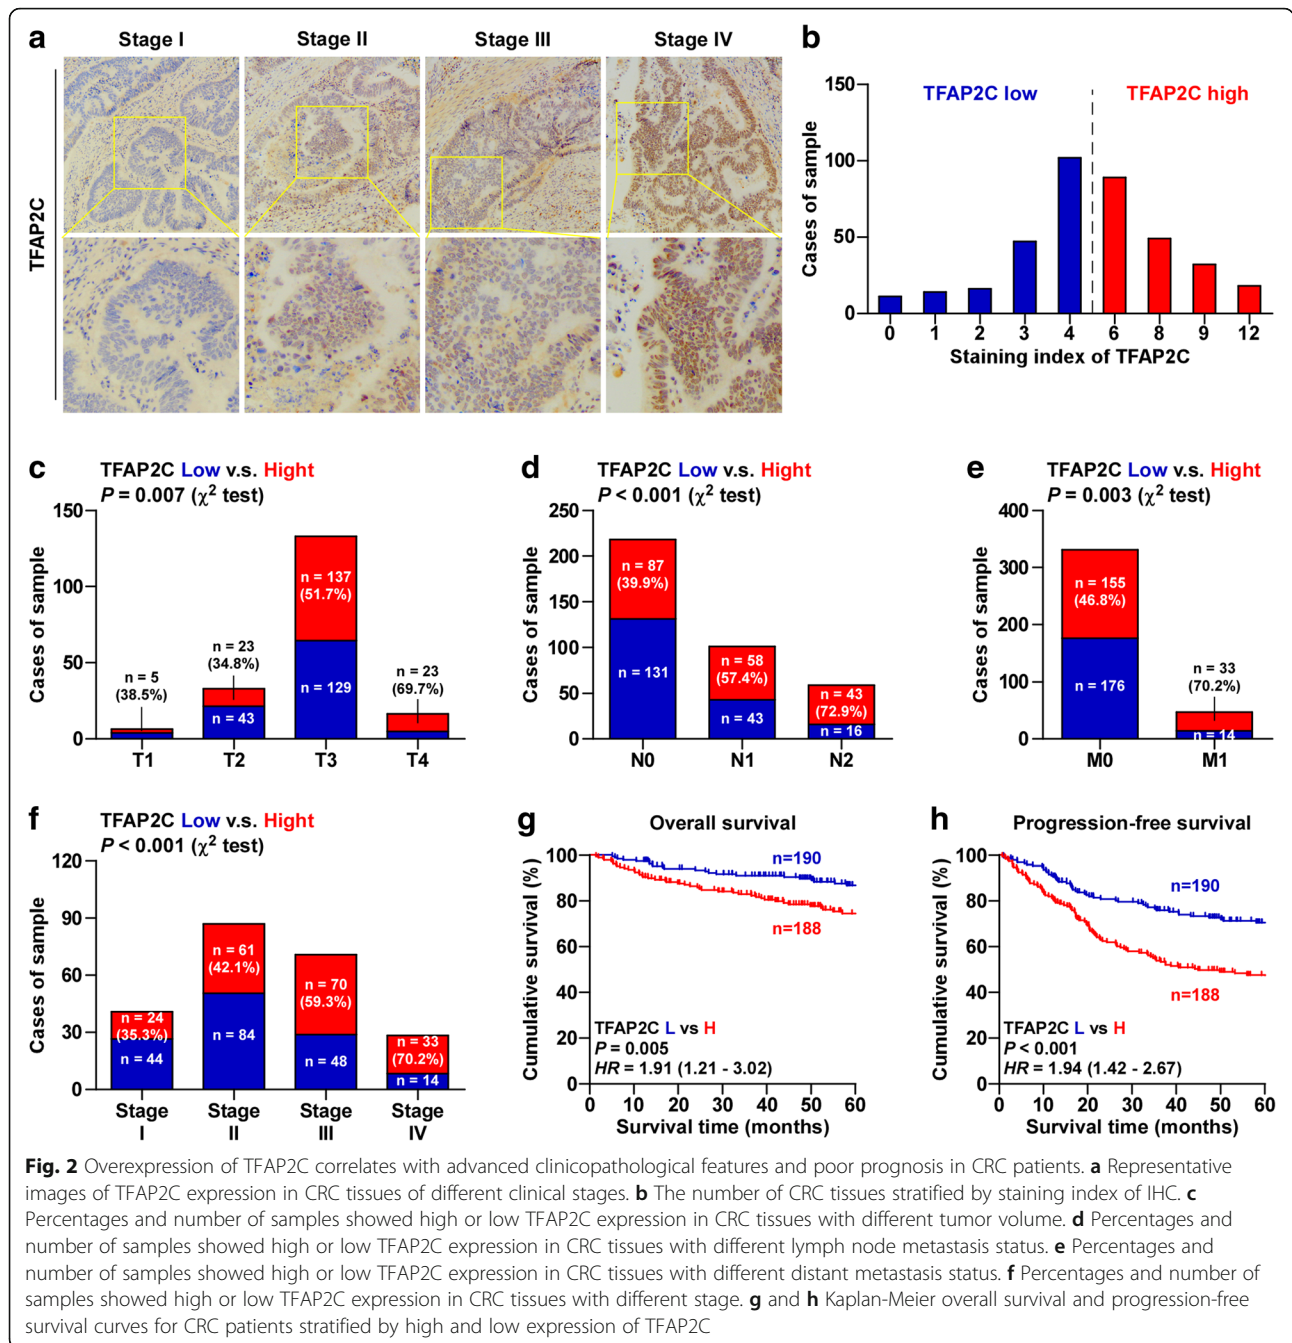 a
Stage I
Stage II
Stage III
Stage IV
TFAP2C
b
TFAP2C low
TFAP2C high
Cases of sample
150
100
50
0
0 1 2 3 4 6 8 9 12
Staining index of TFAP2C
c
TFAP2C Low v.s. Hight
P = 0.007 (χ² test)
Cases of sample
150
100
50
0
n = 5
(38.5%)
n = 23
(34.8%)
n = 43
n = 137
(51.7%)
n = 129
n = 23
(69.7%)
T1 T2 T3 T4
d
TFAP2C Low v.s. Hight
P < 0.001 (χ² test)
Cases of sample
250
200
150
100
50
0
n = 87
(39.9%)
n = 131
n = 58
(57.4%)
n = 43
n = 43
(72.9%)
n = 16
N0 N1 N2
e
TFAP2C Low v.s. Hight
P = 0.003 (χ² test)
Cases of sample
400
300
200
100
0
n = 155
(46.8%)
n = 176
n = 33
(70.2%)
n = 14
M0 M1
f
TFAP2C Low v.s. Hight
P < 0.001 (χ² test)
Cases of sample
120
90
60
30
0
n = 24
(35.3%)
n = 44
n = 61
(42.1%)
n = 84
n = 70
(59.3%)
n = 48
n = 33
(70.2%)
n = 14
Stage Stage Stage Stage
I II III IV
g
Overall survival
Cumulative survival (%)
100
80
60
40
20
0
n=190
n=188
TFAP2C L vs H
P = 0.005
HR = 1.91 (1.21 - 3.02)
0 10 20 30 40 50 60
Survival time (months)
h
Progression-free survival
Cumulative survival (%)
100
80
60
40
20
0
n=190
n=188
TFAP2C L vs H
P < 0.001
HR = 1.94 (1.42 - 2.67)
0 10 20 30 40 50 60
Survival time (months)
Fig. 2 Overexpression of TFAP2C correlates with advanced clinicopathological features and poor prognosis in CRC patients. a Representative
images of TFAP2C expression in CRC tissues of different clinical stages. b The number of CRC tissues stratified by staining index of IHC. c
Percentages and number of samples showed high or low TFAP2C expression in CRC tissues with different tumor volume. d Percentages and
number of samples showed high or low TFAP2C expression in CRC tissues with different lymph node metastasis status. e Percentages and
number of samples showed high or low TFAP2C expression in CRC tissues with different distant metastasis status. f Percentages and number of
samples showed high or low TFAP2C expression in CRC tissues with different stage. g and h Kaplan-Meier overall survival and progression-free
survival curves for CRC patients stratified by high and low expression of TFAP2C